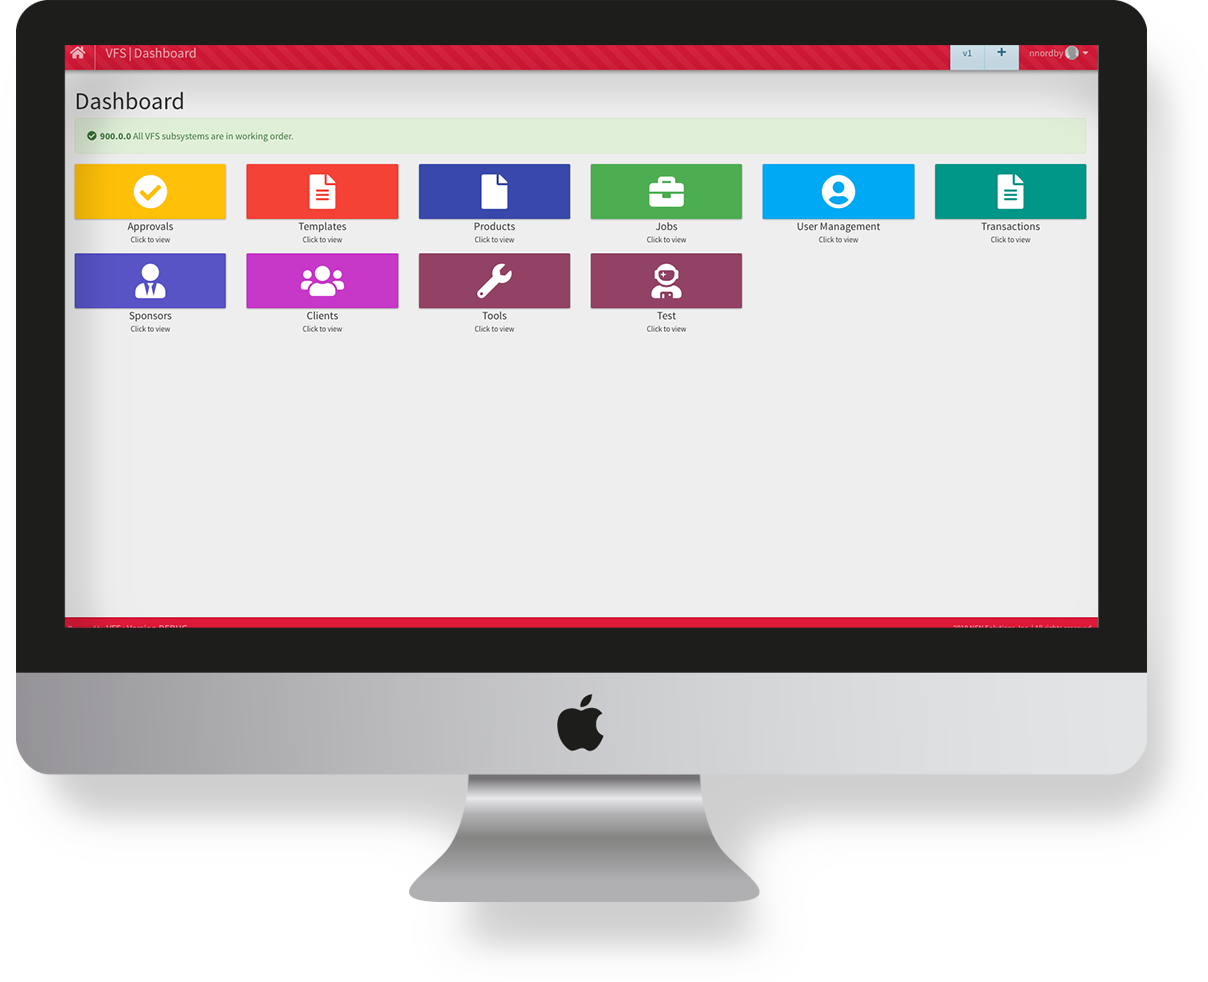 VFS | Dashboard
v1
+
nnordby
Dashboard
900.0.0 All VFS subsystems are in working order.
Approvals
Click to view
Templates
Click to view
Products
Click to view
Jobs
Click to view
User Management
Click to view
Transactions
Click to view
Sponsors
Click to view
Clients
Click to view
Tools
Click to view
Test
Click to view
VFS - Version DEBUG
Solutions, Inc. | All rights reserved